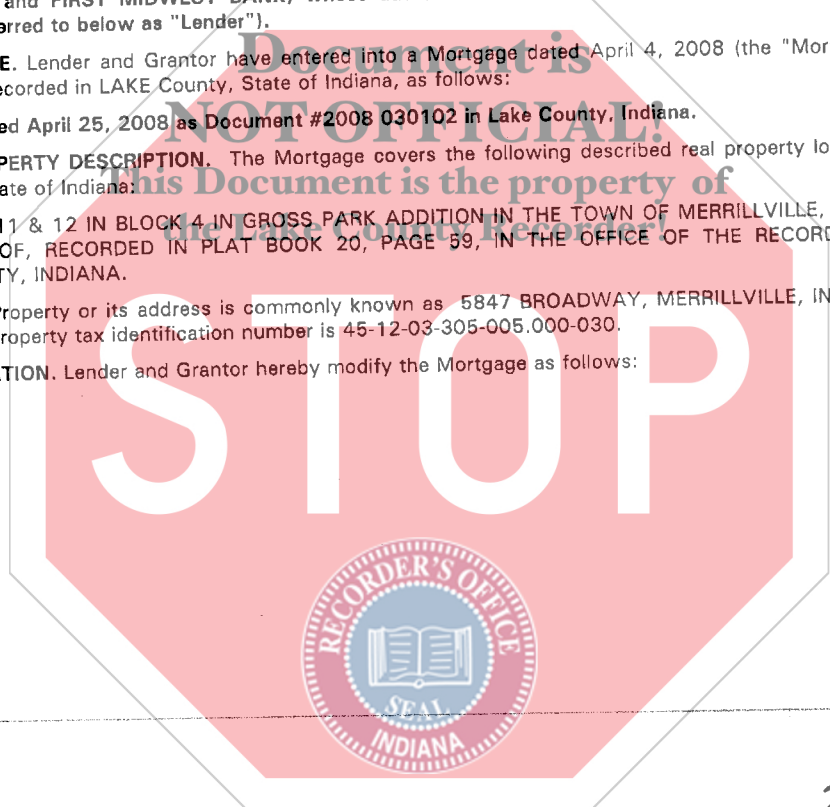 and FIRST MIDWEST BANK,
erred to below as "Lender").
E. Lender and Grantor have entered into a Mortgage dated April 4, 2008 (the "Mor
ecorded in LAKE County, State of Indiana, as follows:
ed April 25, 2008 as Document #2008 030102 in Lake County, Indiana.
PERTY DESCRIPTION. The Mortgage covers the following described real property lo
ate of Indiana:
11 & 12 IN BLOCK 4 IN GROSS PARK ADDITION IN THE TOWN OF MERRILLVILLE,
OF, RECORDED IN PLAT BOOK 20, PAGE 59, IN THE OFFICE OF THE RECORD
TY, INDIANA.
Property or its address is commonly known as 5847 BROADWAY, MERRILLVILLE, IN
roperty tax identification number is 45-12-03-305-005.000-030.
TION. Lender and Grantor hereby modify the Mortgage as follows:
Document is
NOT OFFICIAL!
This Document is the property of
the Lake County Recorder!
STOP
RECORDER'S OFFICE
SEAL
INDIANA